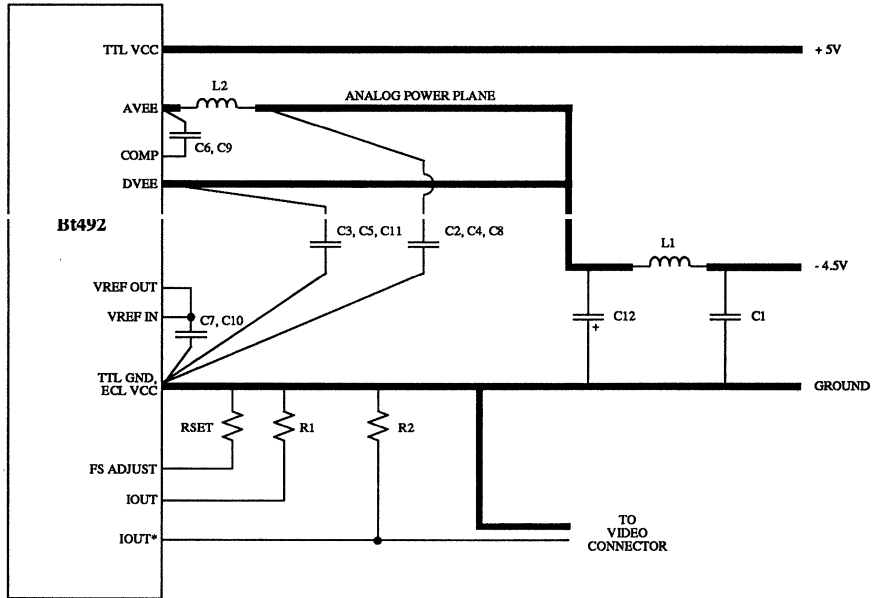 TTL VCC
+ 5V
L2
ANALOG POWER PLANE
AVEE
C6, C9
COMP
DVEE
Bt492
C3, C5, C11
C2, C4, C8
L1
- 4.5V
VREF OUT
VREF IN
C7, C10
C12
+
C1
TTL GND,
ECL VCC
GROUND
RSET
R1
R2
FS ADJUST
IOUT
IOUT*
TO
VIDEO
CONNECTOR